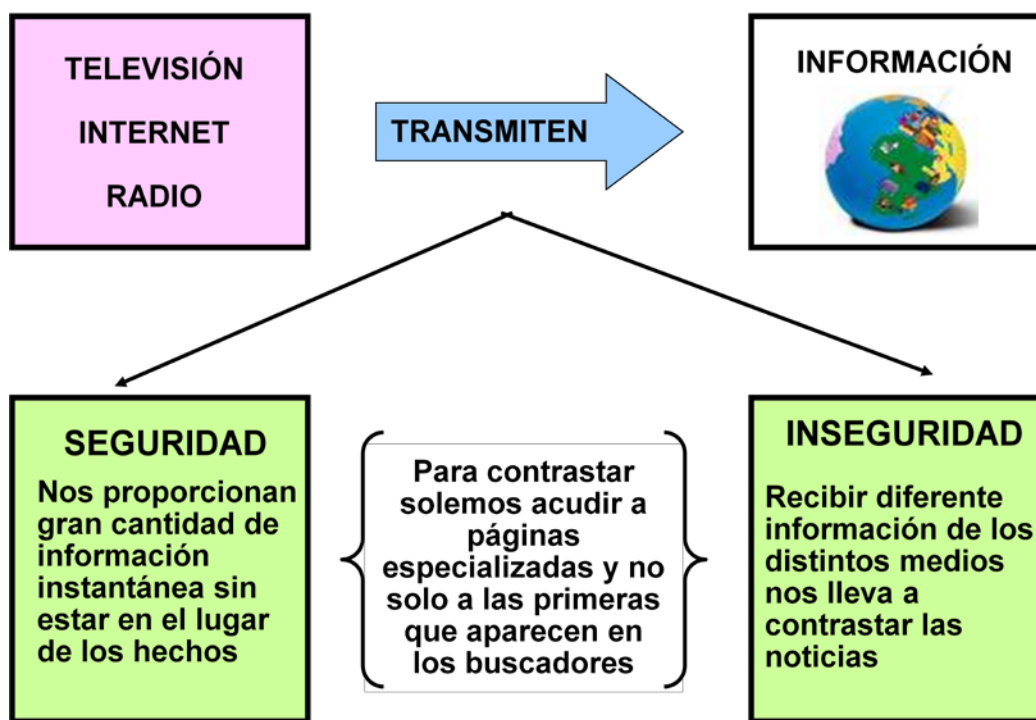 TELEVISIÓN
INTERNET
RADIO
TRANSMITEN
INFORMACIÓN
SEGURIDAD
Nos proporcionan
gran cantidad de
información
instantánea sin
estar en el lugar
de los hechos
Para contrastar
solemos acudir a
páginas
especializadas y no
solo a las primeras
que aparecen en
los buscadores
INSEGURIDAD
Recibir diferente
información de los
distintos medios
nos lleva a
contrastar las
noticias